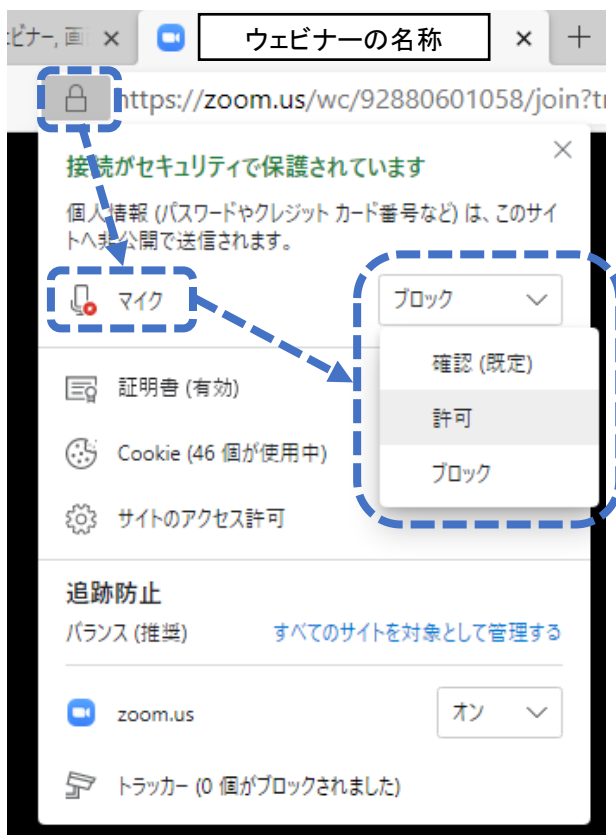 ビナー, 画
ウェビナーの名称
https://zoom.us/wc/92880601058/join?t
接続がセキュリティで保護されています
個人情報 (パスワードやクレジット カード番号など) は、このサイ
トへ非公開で送信されます。
マイク
ブロック
確認 (既定)
許可
ブロック
証明書 (有効)
Cookie (46 個が使用中)
サイトのアクセス許可
追跡防止
バランス (推奨)
すべてのサイトを対象として管理する
zoom.us
オン
トラッカー (0 個がブロックされました)